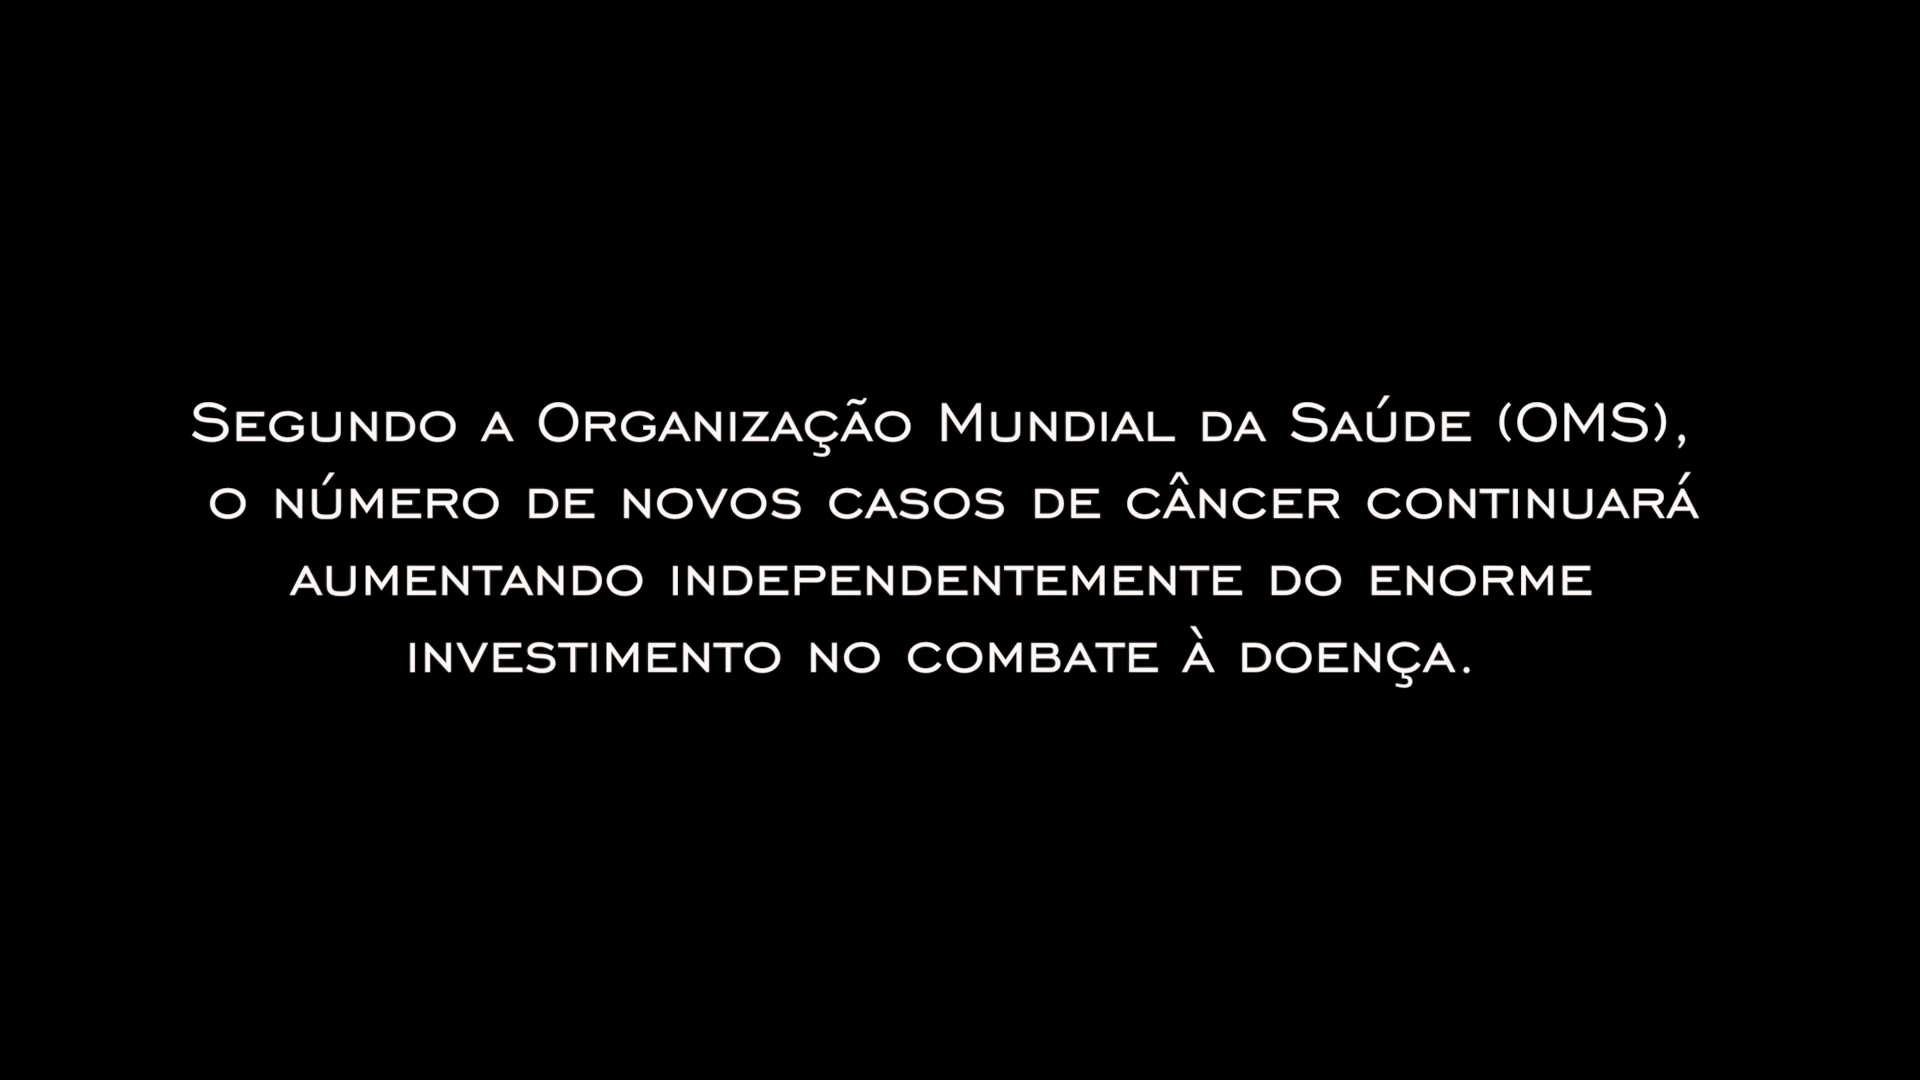 Segundo a Organização Mundial da Saúde (OMS),
o número de novos casos de câncer continuará
aumentando independentemente do enorme
investimento no combate à doença.